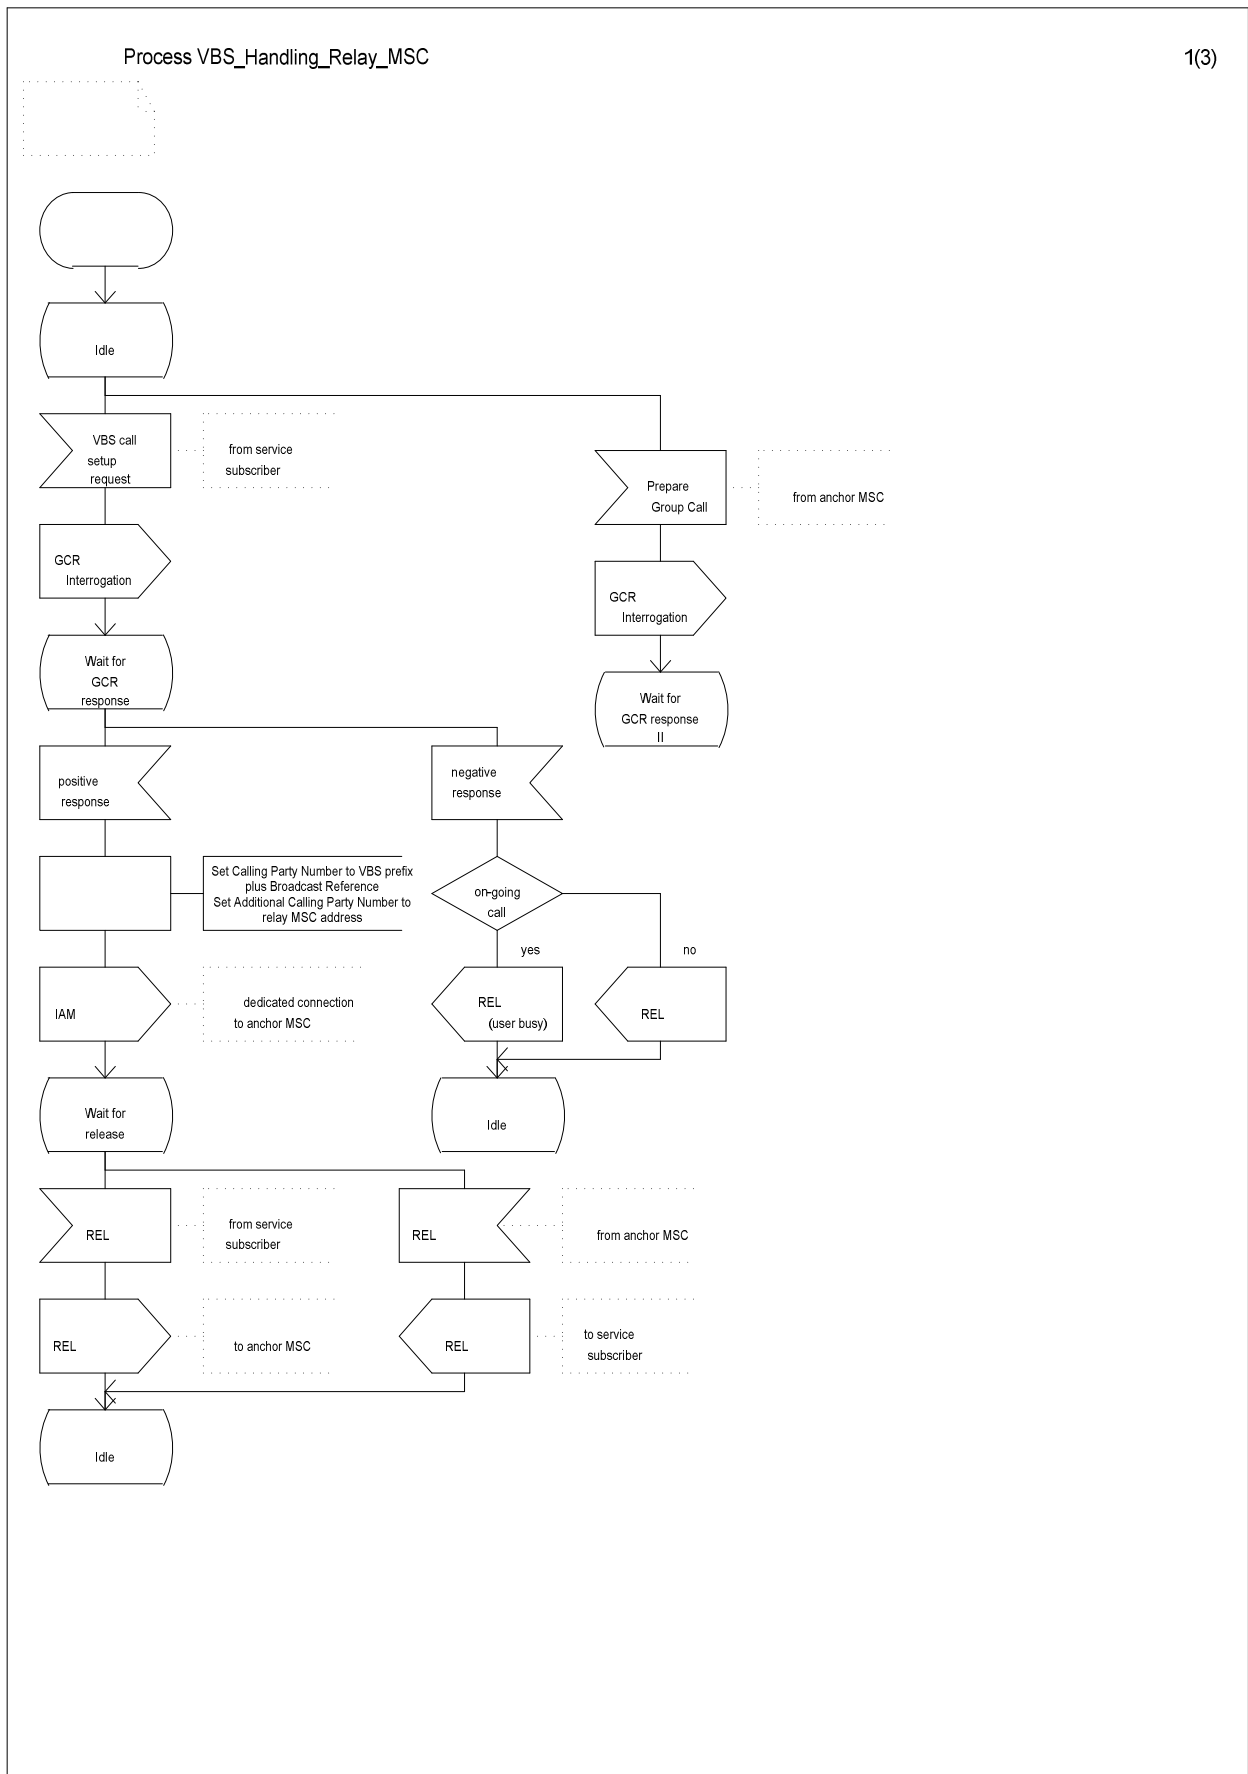 Process VBS_Handling_Relay_MSC
1(3)
Idle
VBS call
setup
request
from service
subscriber
Prepare
Group Call
from anchor MSC
GCR
Interrogation
GCR
Interrogation
Wait for
GCR
response
Wait for
GCR response
II
positive
response
negative
response
Set Calling Party Number to VBS prefix
plus Broadcast Reference
Set Additional Calling Party Number to
relay MSC address
on-going
call
yes
no
IAM
dedicated connection
to anchor MSC
REL
(user busy)
REL
Wait for
release
Idle
REL
from service
subscriber
REL
from anchor MSC
REL
to anchor MSC
REL
to service
subscriber
Idle